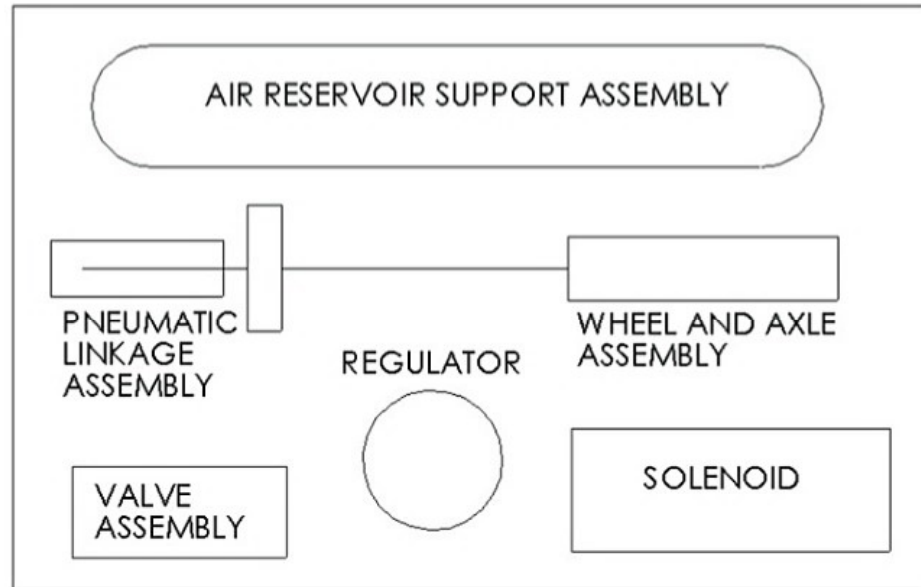 AIR RESERVOIR SUPPORT ASSEMBLY
PNEUMATIC
LINKAGE
ASSEMBLY
REGULATOR
WHEEL AND AXLE
ASSEMBLY
VALVE
ASSEMBLY
SOLENOID